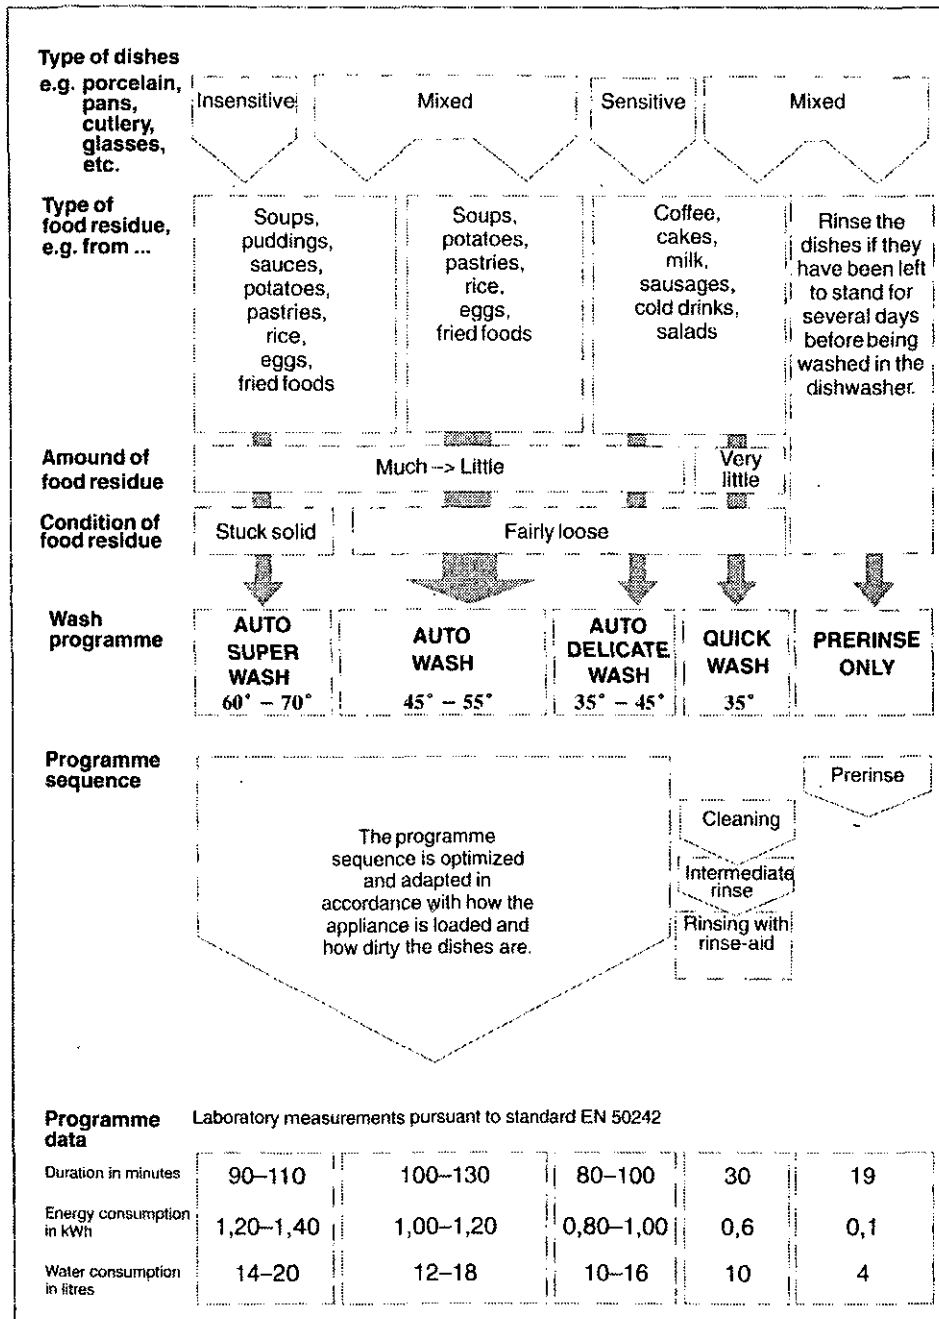 Type of dishes
e.g. porcelain,
pans,
cutlery,
glasses,
etc.
Insensitive
Mixed
Sensitive
Mixed
Type of
food residue,
e.g. from ...
Soups,
puddings,
sauces,
potatoes,
pastries,
rice,
eggs,
fried foods
Soups,
potatoes,
pastries,
rice,
eggs,
fried foods
Coffee,
cakes,
milk,
sausages,
cold drinks,
salads
Rinse the
dishes if they
have been left
to stand for
several days
before being
washed in the
dishwasher.
Amount of
food residue
Much --> Little
Very
little
Condition of
food residue
Stuck solid
Fairly loose
Wash
programme
AUTO
SUPER
WASH
60° – 70°
AUTO
WASH
45° – 55°
AUTO
DELICATE
WASH
35° – 45°
QUICK
WASH
35°
PRERINSE
ONLY
Programme
sequence
The programme
sequence is optimized
and adapted in
accordance with how the
appliance is loaded and
how dirty the dishes are.
Cleaning
Intermediate
rinse
Rinsing with
rinse-aid
Prerinse
Programme
data
Laboratory measurements pursuant to standard EN 50242
Duration in minutes
90–110
100–130
80–100
30
19
Energy consumption
in kWh
1,20–1,40
1,00–1,20
0,80–1,00
0,6
0,1
Water consumption
in litres
14–20
12–18
10–16
10
4